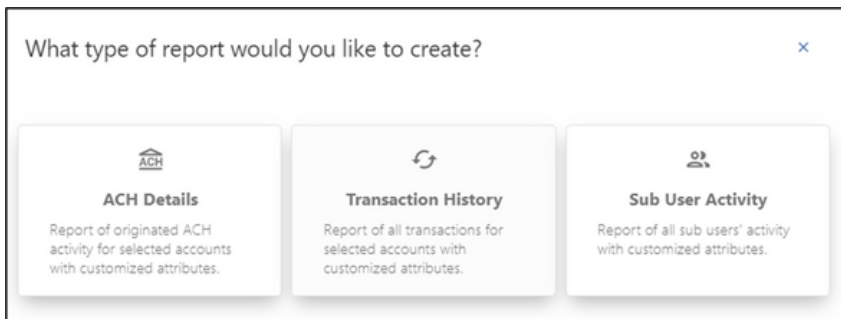 What type of report would you like to create?
×
ACH
ACH Details
Report of originated ACH
activity for selected accounts
with customized attributes.
Transaction History
Report of all transactions for
selected accounts with
customized attributes.
Sub User Activity
Report of all sub users' activity
with customized attributes.